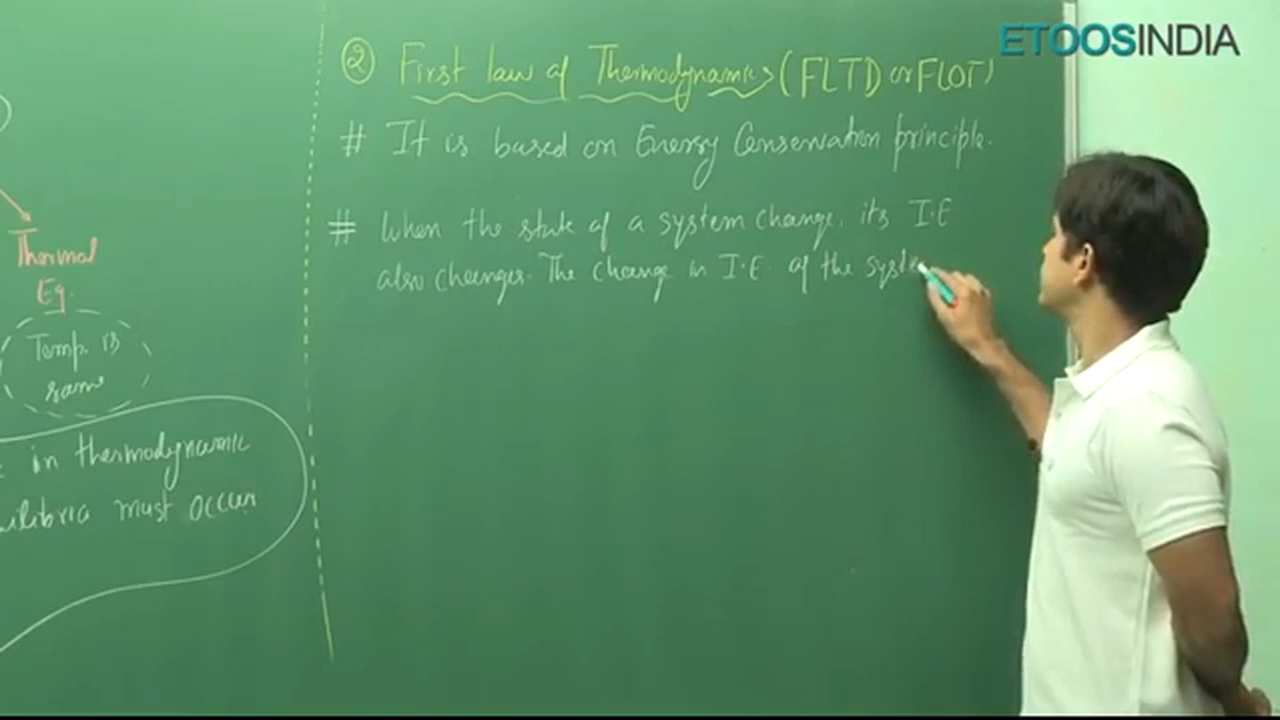 ETOOSINDIA
② First law of Thermodynamics (FLTD or FLOT)
# It is based on Energy Conservation principle.
# When the state of a system change, its I.E
also changes. The change in I.E. of the syste
Thermal
Eq.
Temp. is
same
in thermodynamic
uilibria must occur